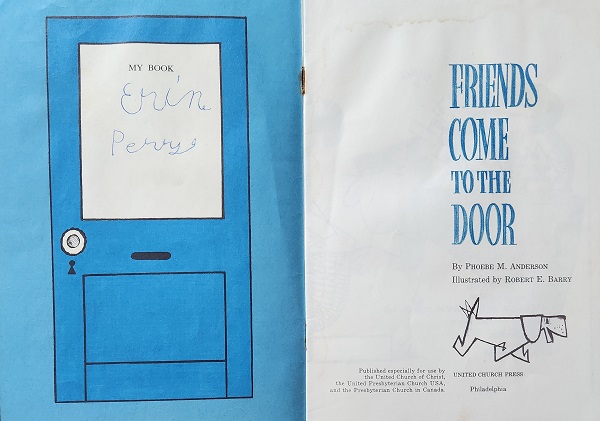 MY BOOK
Erin
Perry
FRIENDS
COME
TO THE
DOOR
By Phoebe M. Anderson
Illustrated by Robert E. Barry
Published especially for use by
the United Church of Christ,
the United Presbyterian Church USA,
and the Presbyterian Church in Canada.
UNITED CHURCH PRESS
Philadelphia